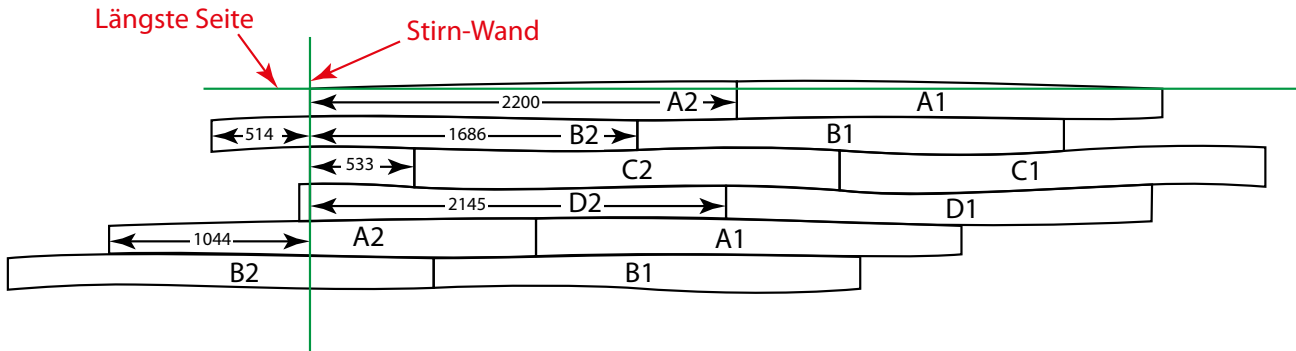 Längste Seite
Stirn-Wand
2200 A2 A1
514 1686 B2 B1
533 C2 C1
2145 D2 D1
1044 A2 A1
B2 B1